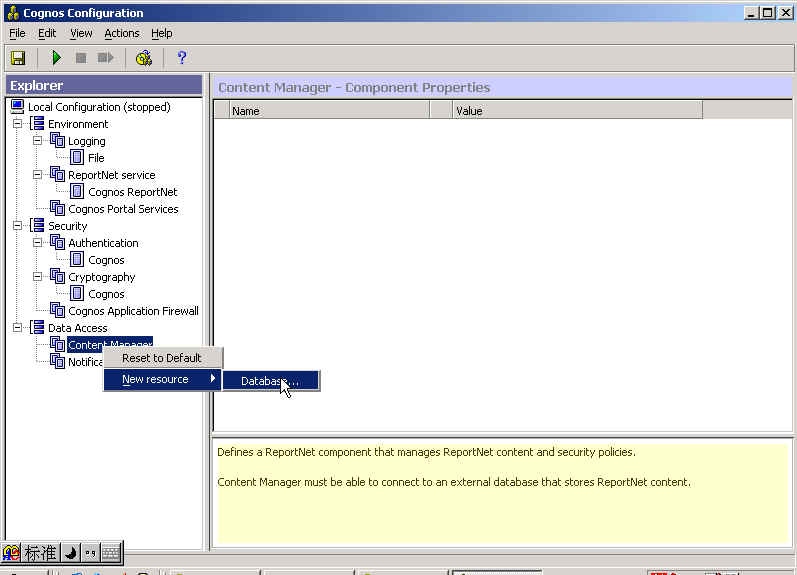 Cognos Configuration
File Edit View Actions Help
Explorer
Content Manager - Component Properties
Name Value
Local Configuration (stopped)
Environment
Logging
File
ReportNet service
Cognos ReportNet
Cognos Portal Services
Security
Authentication
Cognos
Cryptography
Cognos
Cognos Application Firewall
Data Access
Content Manager
Reset to Default
New resource
Database...
Defines a ReportNet component that manages ReportNet content and security policies.
Content Manager must be able to connect to an external database that stores ReportNet content.
标准